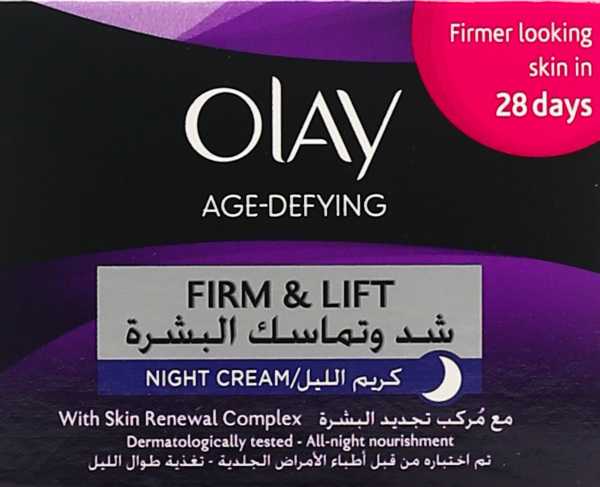 Firmer looking
skin in
28 days
OLAY
AGE-DEFYING
FIRM & LIFT
شد وتماسك البشرة
NIGHT CREAM/كريم الليل
With Skin Renewal Complex مع مُركب تجديد البشرة
Dermatologically tested - All-night nourishment
تم اختباره من قبل أطباء الأمراض الجلدية - تغذية طوال الليل